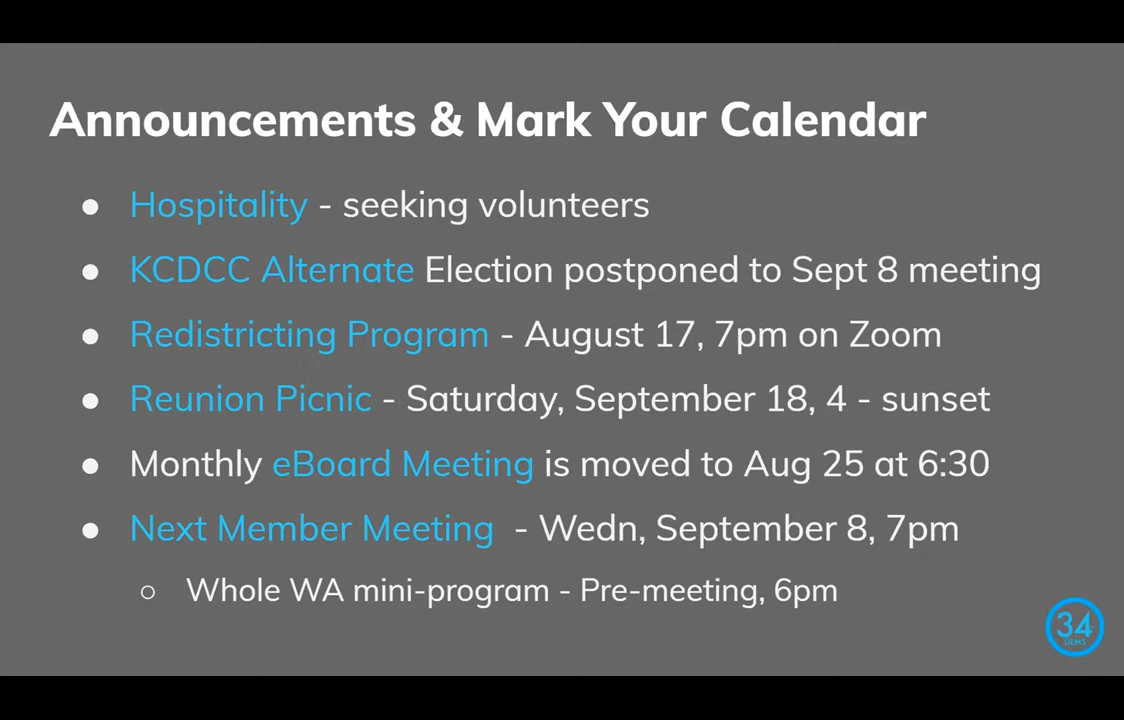 Announcements & Mark Your Calendar
● Hospitality - seeking volunteers
● KCDCC Alternate Election postponed to Sept 8 meeting
● Redistricting Program - August 17, 7pm on Zoom
● Reunion Picnic - Saturday, September 18, 4 - sunset
● Monthly eBoard Meeting is moved to Aug 25 at 6:30
● Next Member Meeting - Wedn, September 8, 7pm
○ Whole WA mini-program - Pre-meeting, 6pm
34
DEMS